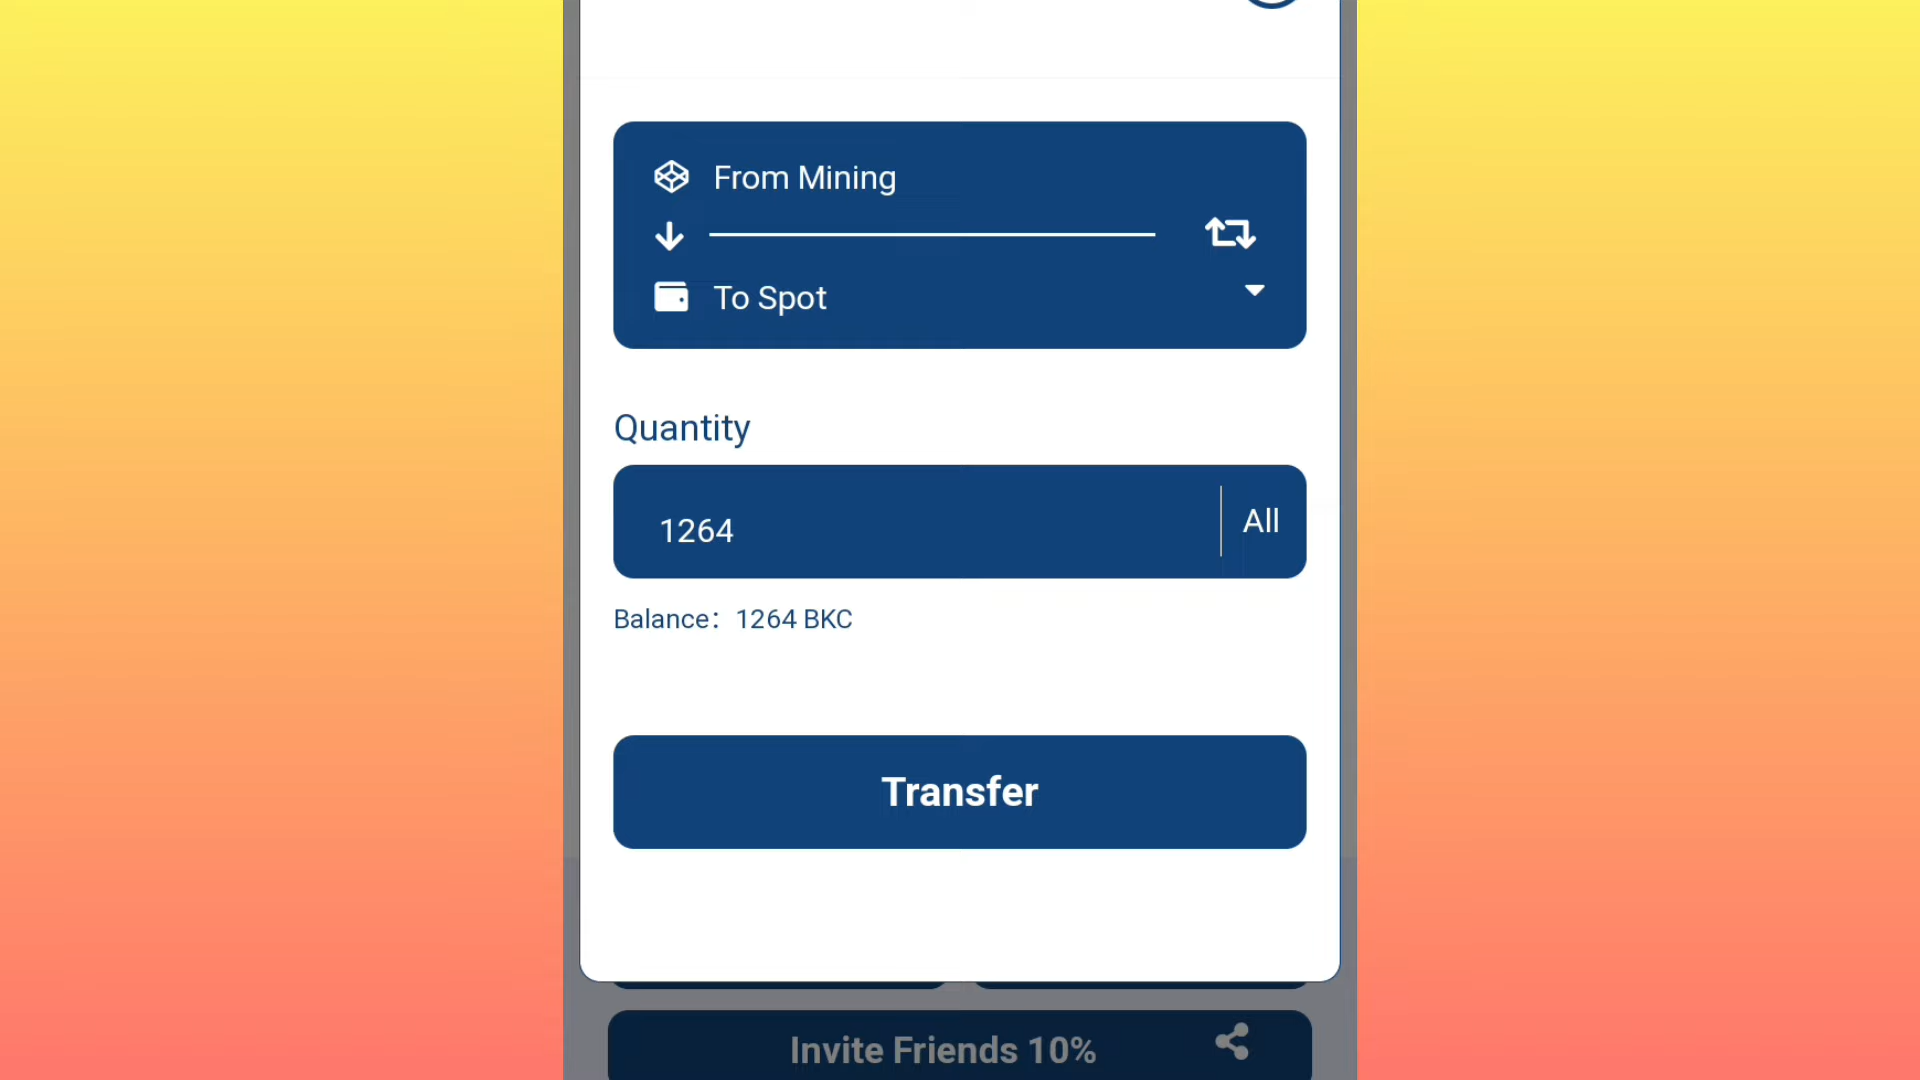 From Mining
To Spot
Quantity
1264
All
Balance: 1264 BKC
Transfer
Invite Friends 10%